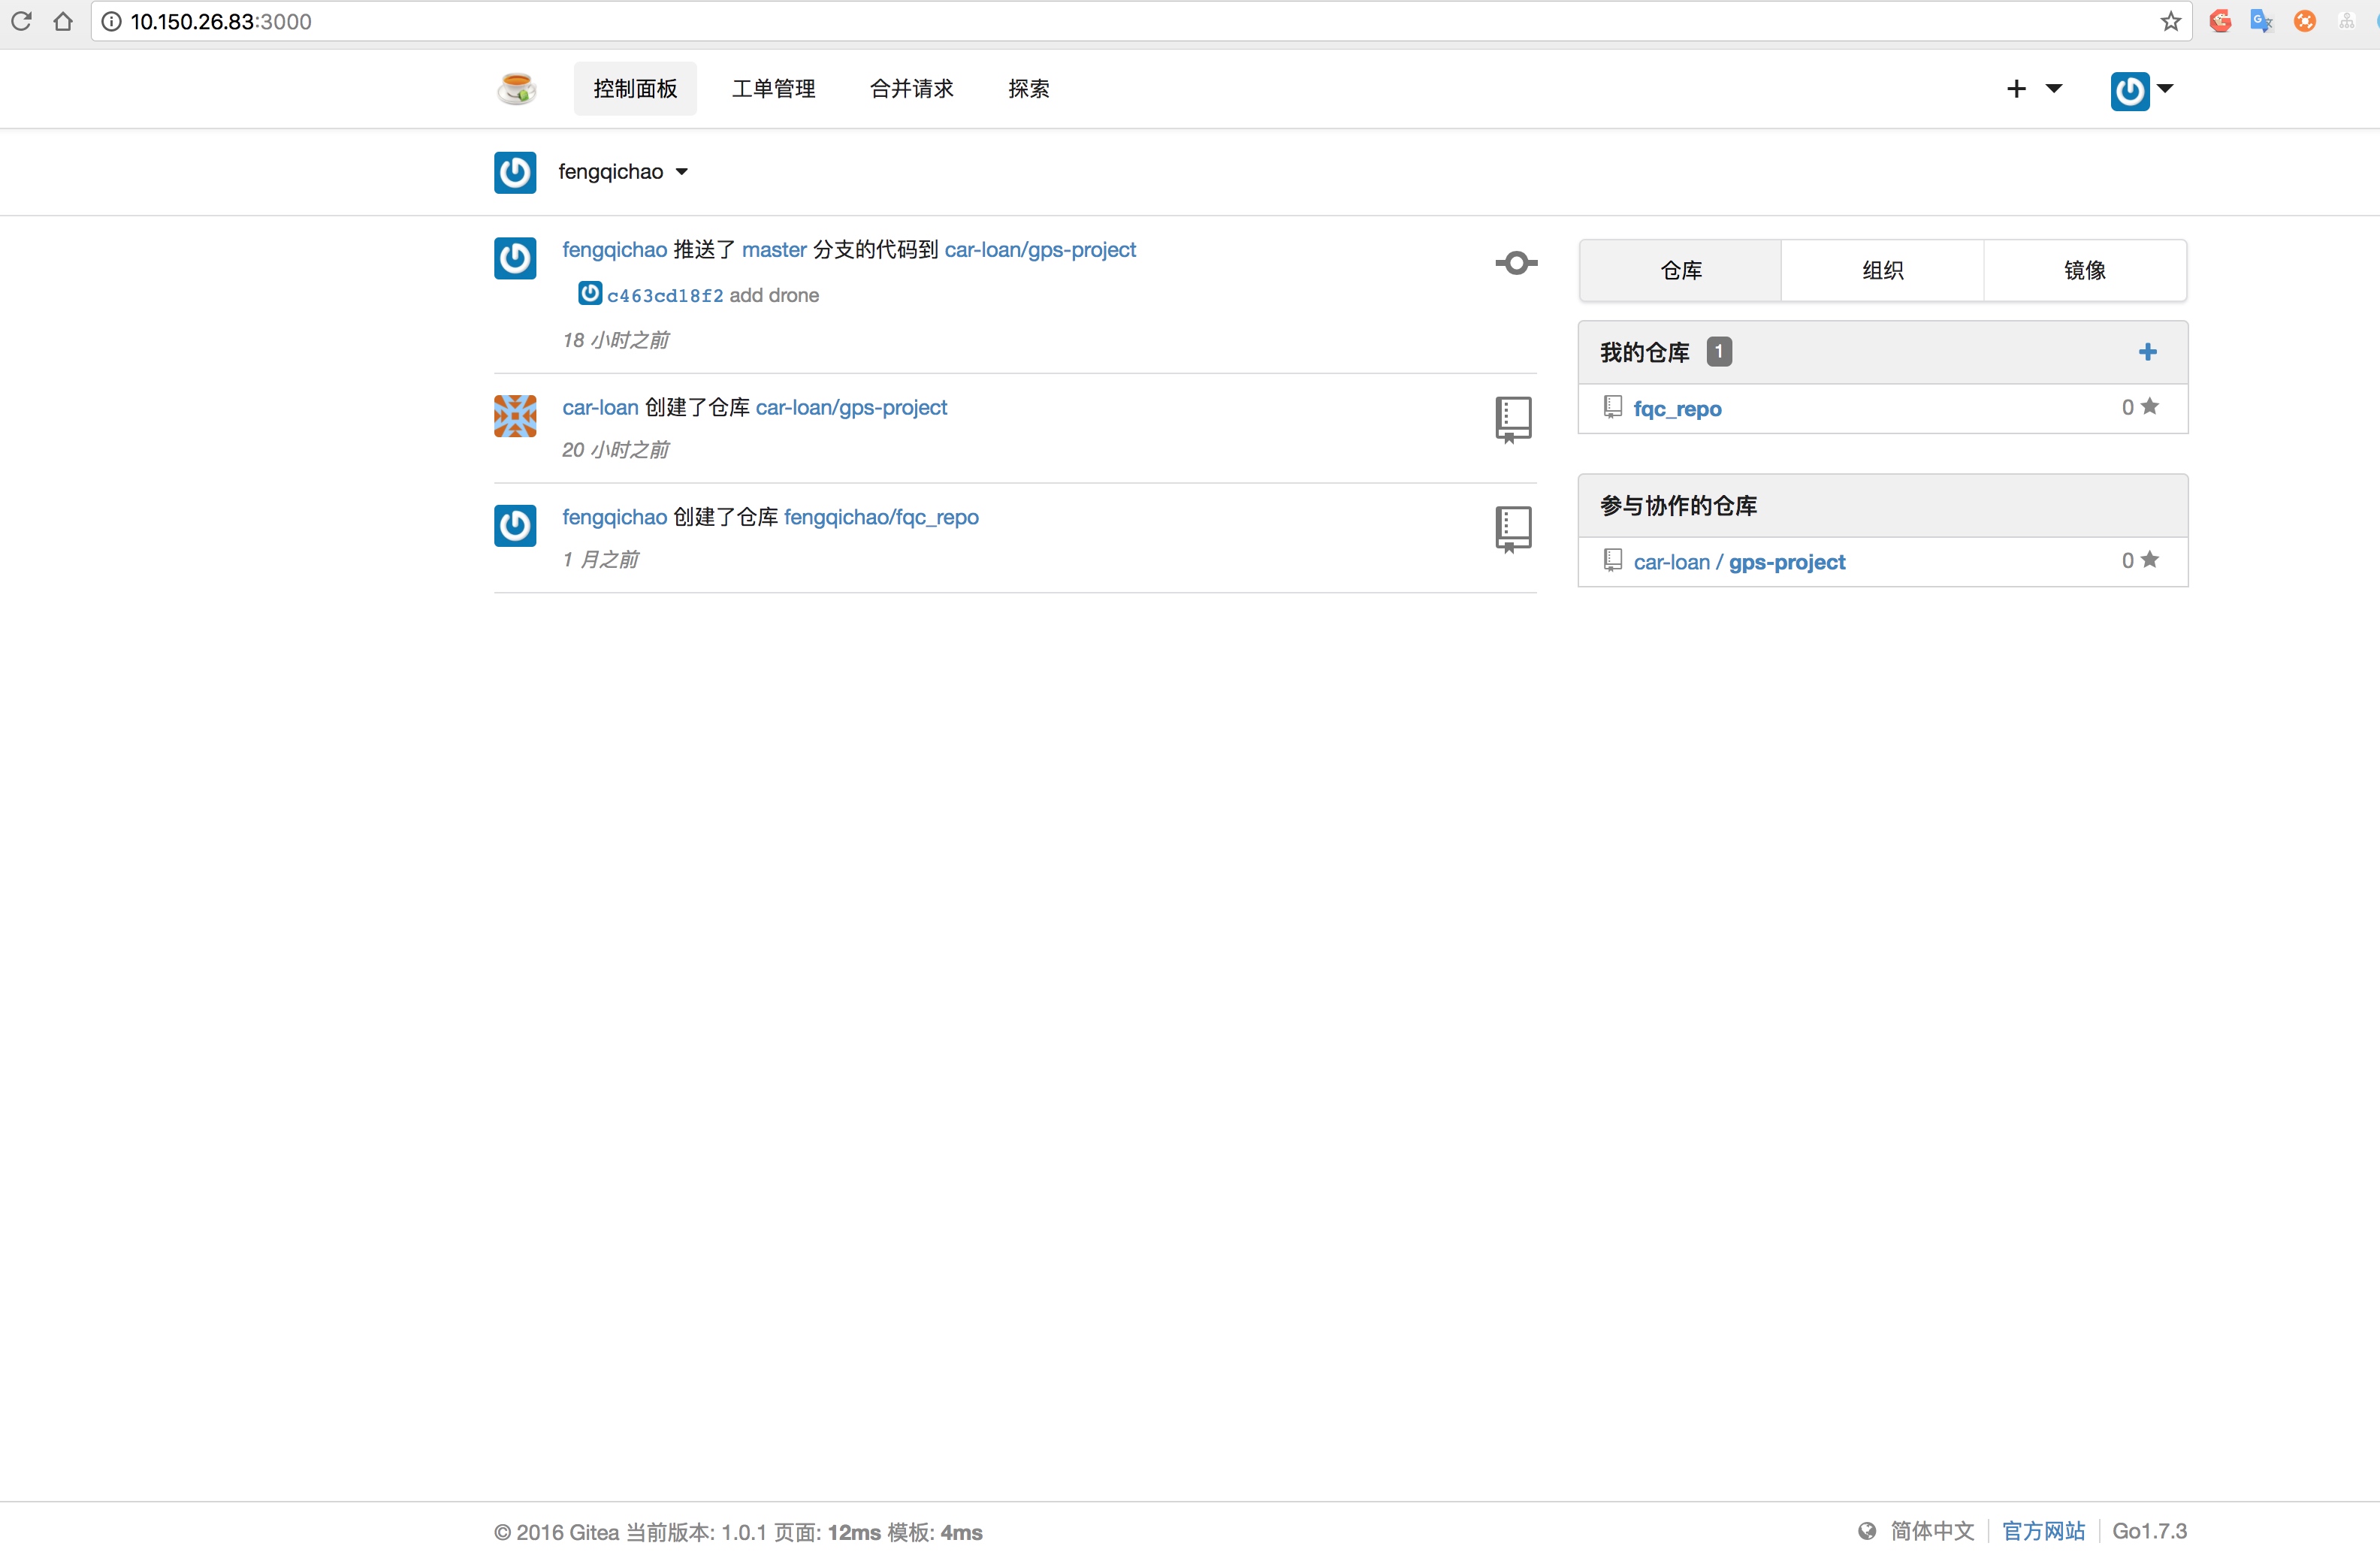 10.150.26.83:3000
控制面板 工单管理 合并请求 探索
fengqichao
fengqichao 推送了 master 分支的代码到 car-loan/gps-project
c463cd18f2 add drone
18 小时之前
car-loan 创建了仓库 car-loan/gps-project
20 小时之前
fengqichao 创建了仓库 fengqichao/fqc_repo
1 月之前
仓库 组织 镜像
我的仓库 1
fqc_repo 0
参与协作的仓库
car-loan / gps-project 0
© 2016 Gitea 当前版本: 1.0.1 页面: 12ms 模板: 4ms
简体中文 官方网站 Go1.7.3